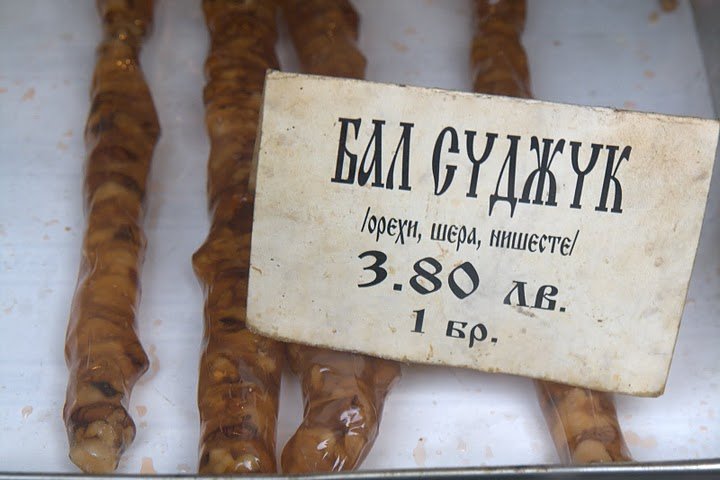 БАЛ СУДЖУК
/орехи, шера, нишесте/
3.80 лв.
1 бр.